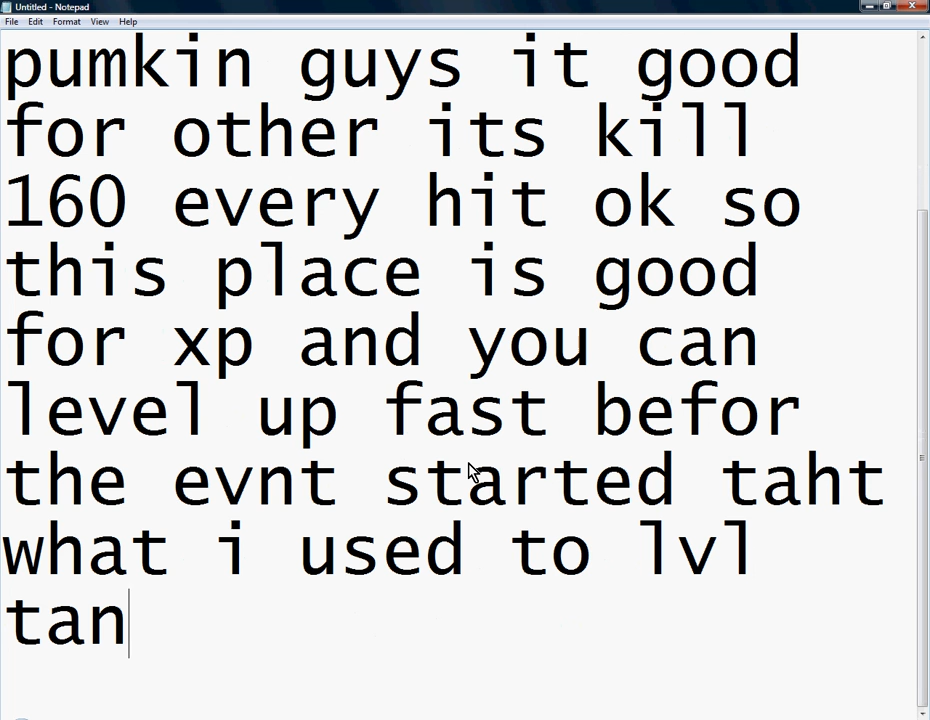 Untitled - Notepad
File Edit Format View Help
pumkin guys it good
for other its kill
160 every hit ok so
this place is good
for xp and you can
level up fast befor
the evnt started taht
what i used to lvl
tan